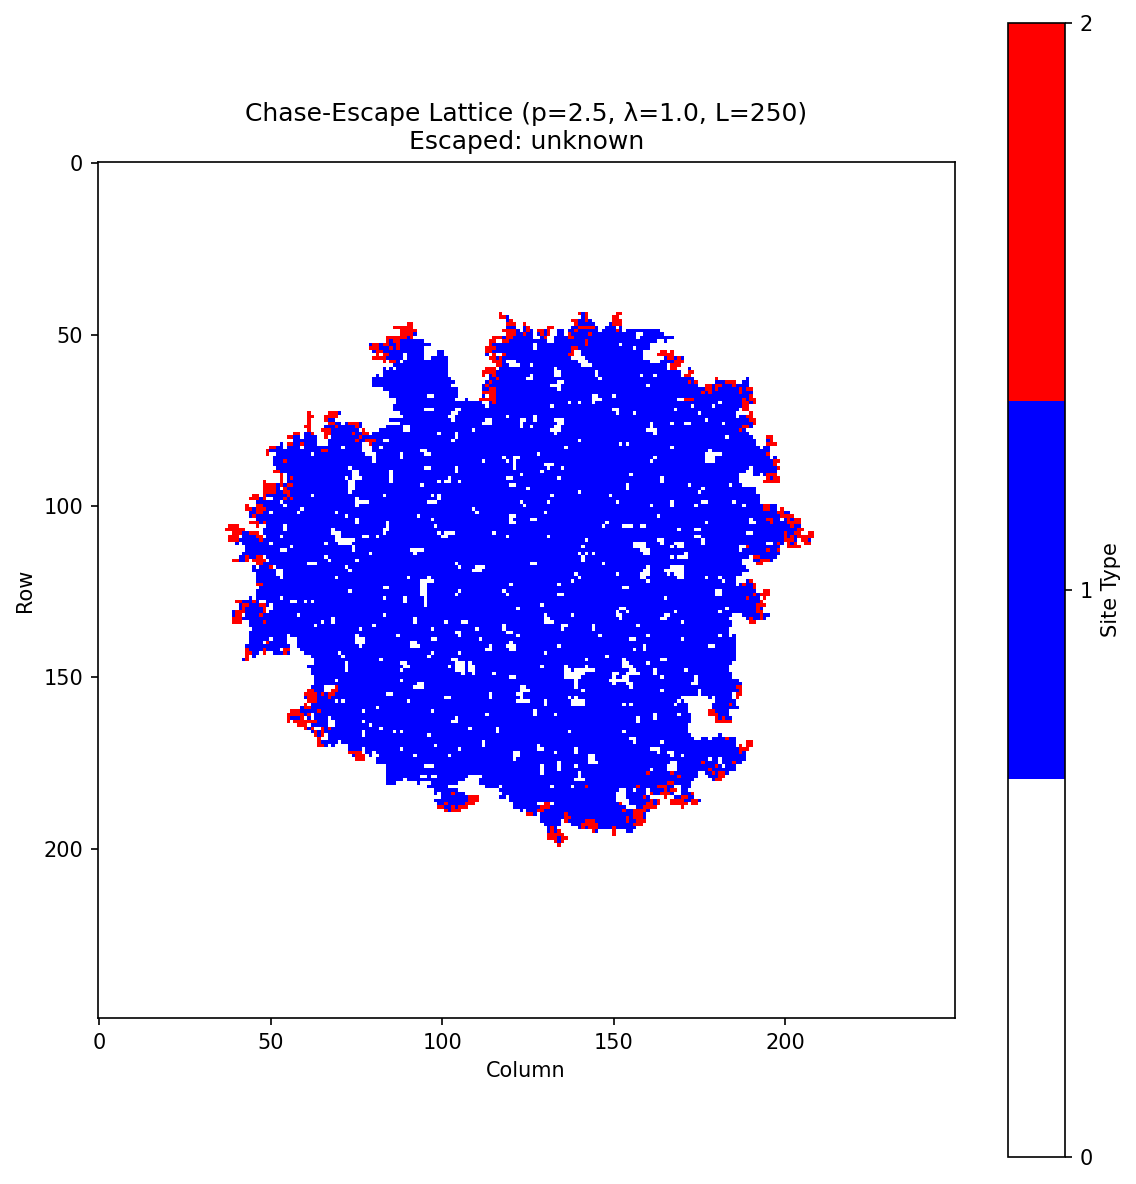 Chase-Escape Lattice (p=2.5, λ=1.0, L=250)
Escaped: unknown
0
50
100
150
200
Row
0
50
100
150
200
Column
2
1
0
Site Type